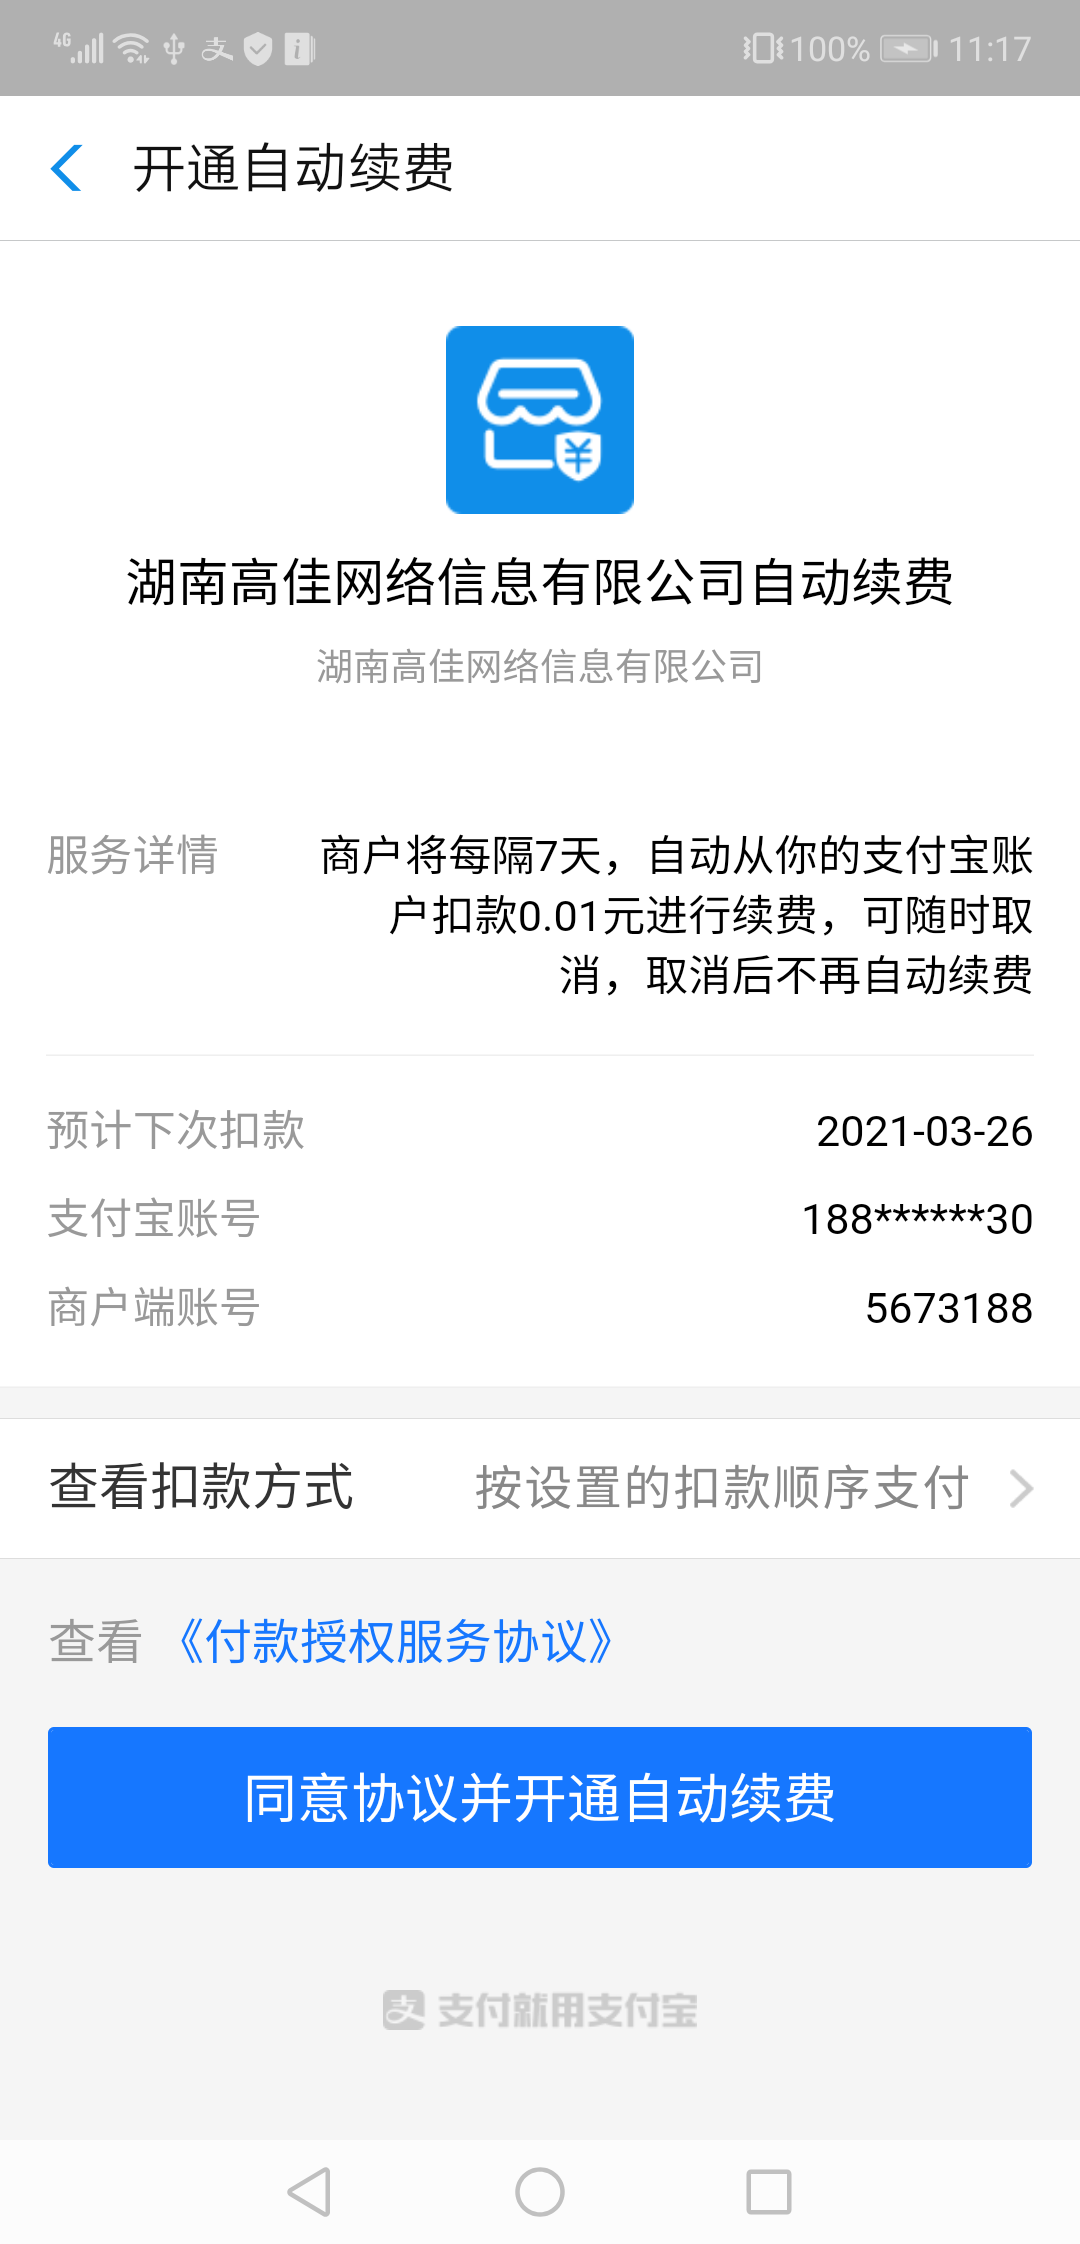 4G 100% 11:17
开通自动续费
湖南高佳网络信息有限公司自动续费
湖南高佳网络信息有限公司
服务详情 商户将每隔7天，自动从你的支付宝账
户扣款0.01元进行续费，可随时取
消，取消后不再自动续费
预计下次扣款 2021-03-26
支付宝账号 188******30
商户端账号 5673188
查看扣款方式 按设置的扣款顺序支付
查看 《付款授权服务协议》
同意协议并开通自动续费
支 支付就用支付宝